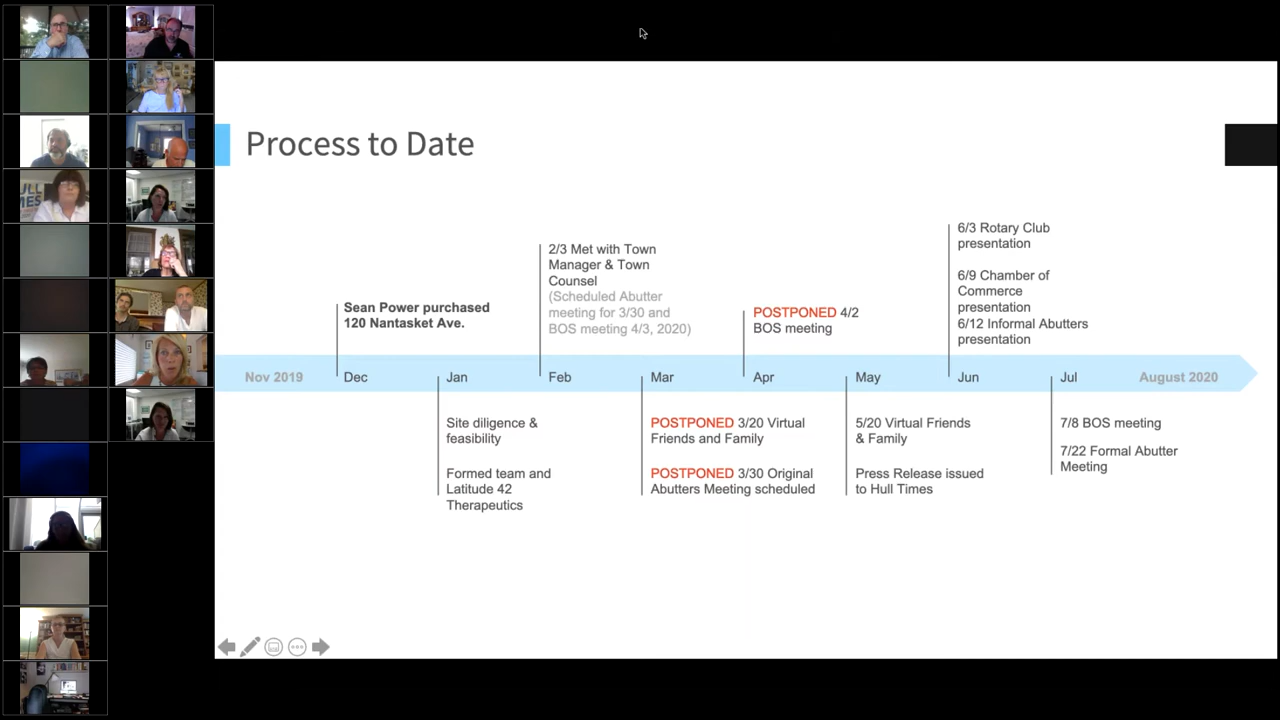 Process to Date
6/3 Rotary Club
presentation
6/9 Chamber of
Commerce
presentation
6/12 Informal Abutters
presentation
2/3 Met with Town
Manager & Town
Counsel
(Scheduled Abutter
meeting for 3/30 and
BOS meeting 4/3, 2020)
Sean Power purchased
120 Nantasket Ave.
POSTPONED 4/2
BOS meeting
Nov 2019
Dec
Jan
Feb
Mar
Apr
May
Jun
Jul
August 2020
Site diligence &
feasibility
Formed team and
Latitude 42
Therapeutics
POSTPONED 3/20 Virtual
Friends and Family
POSTPONED 3/30 Original
Abutters Meeting scheduled
5/20 Virtual Friends
& Family
Press Release issued
to Hull Times
7/8 BOS meeting
7/22 Formal Abutter
Meeting